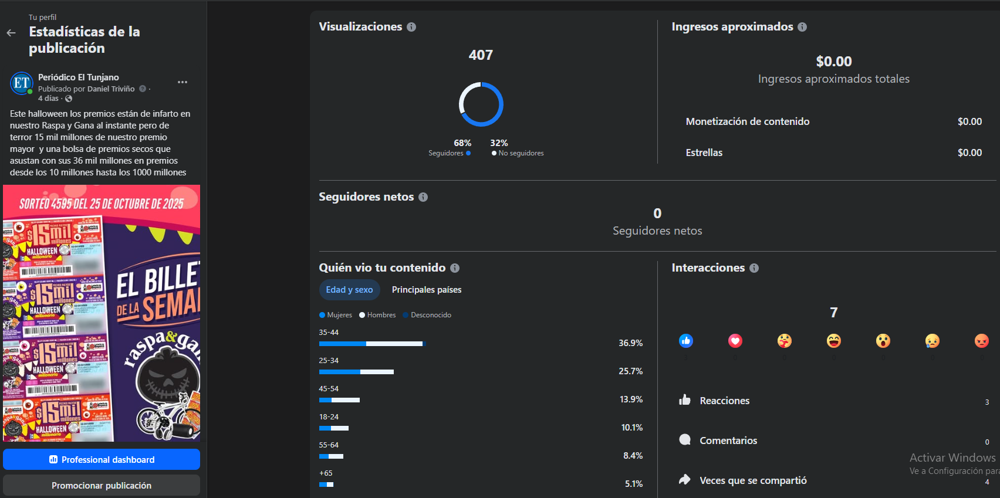 Tu perfil
Estadísticas de la
publicación
ET
Periódico El Tunjano
Publicado por Daniel Triviño ·
4 días ·
Este halloween los premios están de infarto en
nuestro Raspa y Gana al instante pero de
terror 15 mil millones de nuestro premio
mayor y una bolsa de premios secos que
asustan con sus 36 mil millones en premios
desde los 10 millones hasta los 1000 millones
SORTEO 4595 DEL 25 DE OCTUBRE DE 2025
$15mil
millones
HALLOWEEN
millonario
$15mil
millones
HALLOWEEN
millonario
$15mil
millones
HALLOWEEN
millonario
$15mil
millones
HALLOWEEN
EL BILLE
DE LA SEMA
raspa&ga
Professional dashboard
Promocionar publicación
Visualizaciones
407
68% 32%
Seguidores No seguidores
Ingresos aproximados
$0.00
Ingresos aproximados totales
Monetización de contenido $0.00
Estrellas $0.00
Seguidores netos
0
Seguidores netos
Quién vio tu contenido
Edad y sexo Principales países
Mujeres Hombres Desconocido
35-44
36.9%
25-34
25.7%
45-54
13.9%
18-24
10.1%
55-64
8.4%
+65
5.1%
Interacciones
7
0 0 0 0 0 0
Reacciones 3
Comentarios 0
Veces que se compartió 4
Activar Windows
Ve a Configuración para